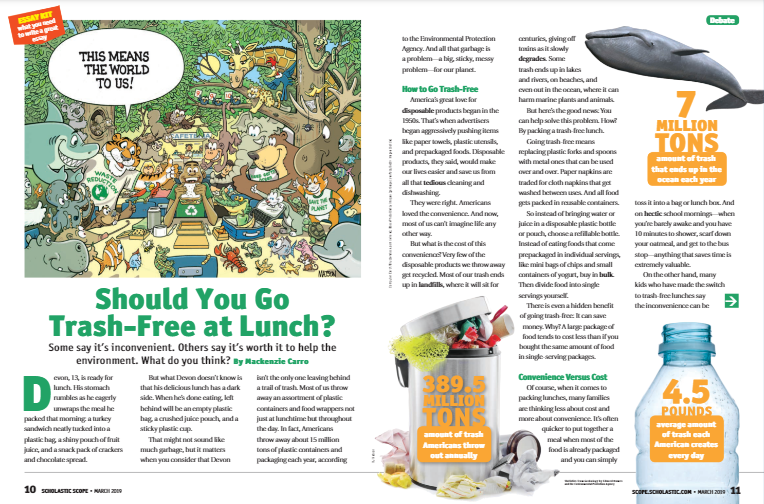 ESSAY KIT
what you need
to write a great
essay
THIS MEANS
THE WORLD
TO US!
CAFETERIA
WASTE
REDUCTION
SAVE THE
PLANET
Should You Go
Trash-Free at Lunch?
Some say it's inconvenient. Others say it's worth it to help the
environment. What do you think? By Mackenzie Carro
Devon, 13, is ready for
lunch. His stomach
rumbles as he eagerly
unwraps the meal he
packed that morning: a turkey
sandwich neatly tucked into a
plastic bag, a shiny pouch of fruit
juice, and a snack pack of crackers
and chocolate spread.
But what Devon doesn't know is
that his delicious lunch has a dark
side. When he's done eating, left
behind will be an empty plastic
bag, a crushed juice pouch, and a
sticky plastic cup.
That might not sound like
much garbage, but it matters
when you consider that Devon
isn't the only one leaving behind
a trail of trash. Most of us throw
away an assortment of plastic
containers and food wrappers not
just at lunchtime but throughout
the day. In fact, Americans
throw away about 15 million
tons of plastic containers and
packaging each year, according
10 SCHOLASTIC SCOPE • MARCH 2019
to the Environmental Protection
Agency. And all that garbage is
a problem—a big, sticky, messy
problem—for our planet.
How to Go Trash-Free
America's great love for
disposable products began in the
1950s. That's when advertisers
began aggressively pushing items
like paper towels, plastic utensils,
and prepackaged foods. Disposable
products, they said, would make
our lives easier and save us from
all that tedious cleaning and
dishwashing.
They were right. Americans
loved the convenience. And now,
most of us can't imagine life any
other way.
But what is the cost of this
convenience? Very few of the
disposable products we throw away
get recycled. Most of our trash ends
up in landfills, where it will sit for
389.5
MILLION
TONS
amount of trash
Americans throw
out annually
centuries, giving off
toxins as it slowly
degrades. Some
trash ends up in lakes
and rivers, on beaches, and
even out in the ocean, where it can
harm marine plants and animals.
But here's the good news: You
can help solve this problem. How?
By packing a trash-free lunch.
Going trash-free means
replacing plastic forks and spoons
with metal ones that can be used
over and over. Paper napkins are
traded for cloth napkins that get
washed between uses. And all food
gets packed in reusable containers.
So instead of bringing water or
juice in a disposable plastic bottle
or pouch, choose a refillable bottle.
Instead of eating foods that come
prepackaged in individual servings,
like mini bags of chips and small
containers of yogurt, buy in bulk.
Then divide food into single
servings yourself.
There is even a hidden benefit
of going trash-free: It can save
money. Why? A large package of
food tends to cost less than if you
bought the same amount of food
in single-serving packages.
Convenience Versus Cost
Of course, when it comes to
packing lunches, many families
are thinking less about cost and
more about convenience. It's often
quicker to put together a
meal when most of the
food is already packaged
and you can simply
Debate
7
MILLION
TONS
amount of trash
that ends up in the
ocean each year
toss it into a bag or lunch box. And
on hectic school mornings—when
you're barely awake and you have
10 minutes to shower, scarf down
your oatmeal, and get to the bus
stop—anything that saves time is
extremely valuable.
On the other hand, many
kids who have made the switch
to trash-free lunches say
the inconvenience can be
4.5
POUNDS
average amount
of trash each
American creates
every day
SCOPE.SCHOLASTIC.COM • MARCH 2019 11